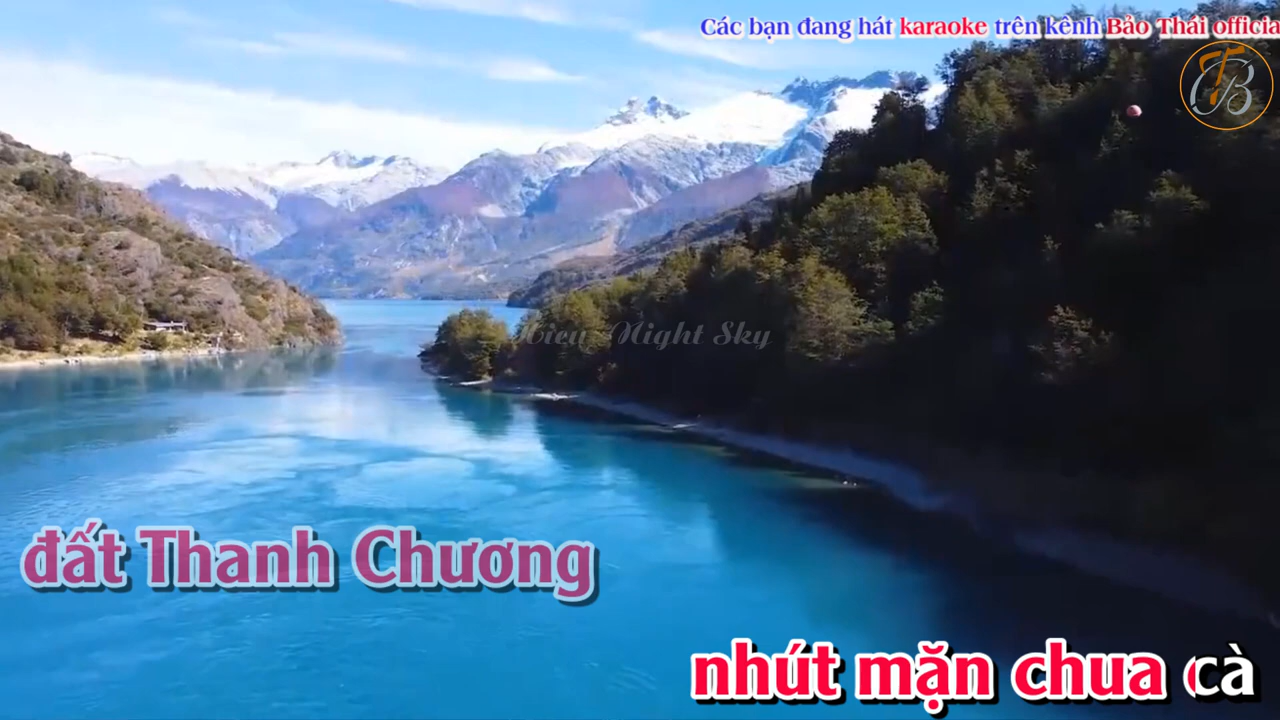 Các bạn đang hát karaoke trên kênh Bảo Thái officia
TB
Night Sky
đất Thanh Chương
nhút mặn chua cà